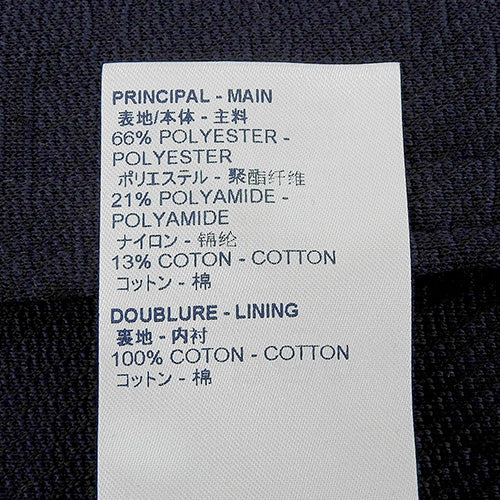 PRINCIPAL - MAIN
表地/本体 - 主料
66% POLYESTER -
POLYESTER
ポリエステル - 聚酯纤维
21% POLYAMIDE -
POLYAMIDE
ナイロン - 锦纶
13% COTON - COTTON
コットン - 棉
DOUBLURE - LINING
裏地 - 内衬
100% COTON - COTTON
コットン - 棉